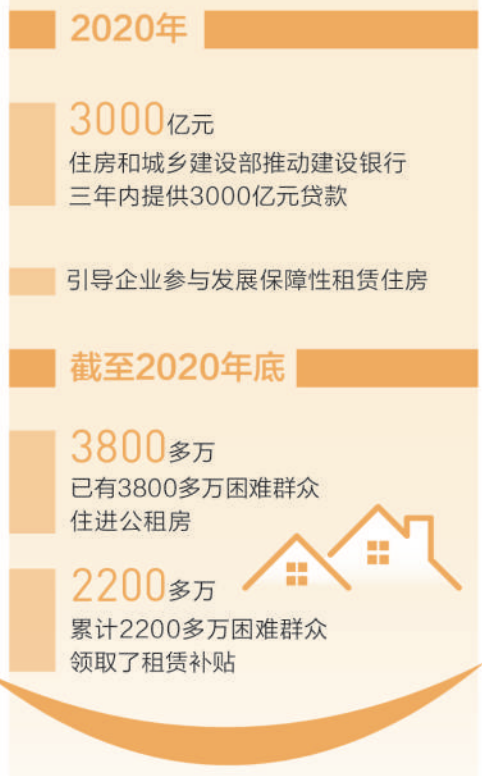 2020年
3000亿元
住房和城乡建设部推动建设银行
三年内提供3000亿元贷款
引导企业参与发展保障性租赁住房
截至2020年底
3800多万
已有3800多万困难群众
住进公租房
2200多万
累计2200多万困难群众
领取了租赁补贴